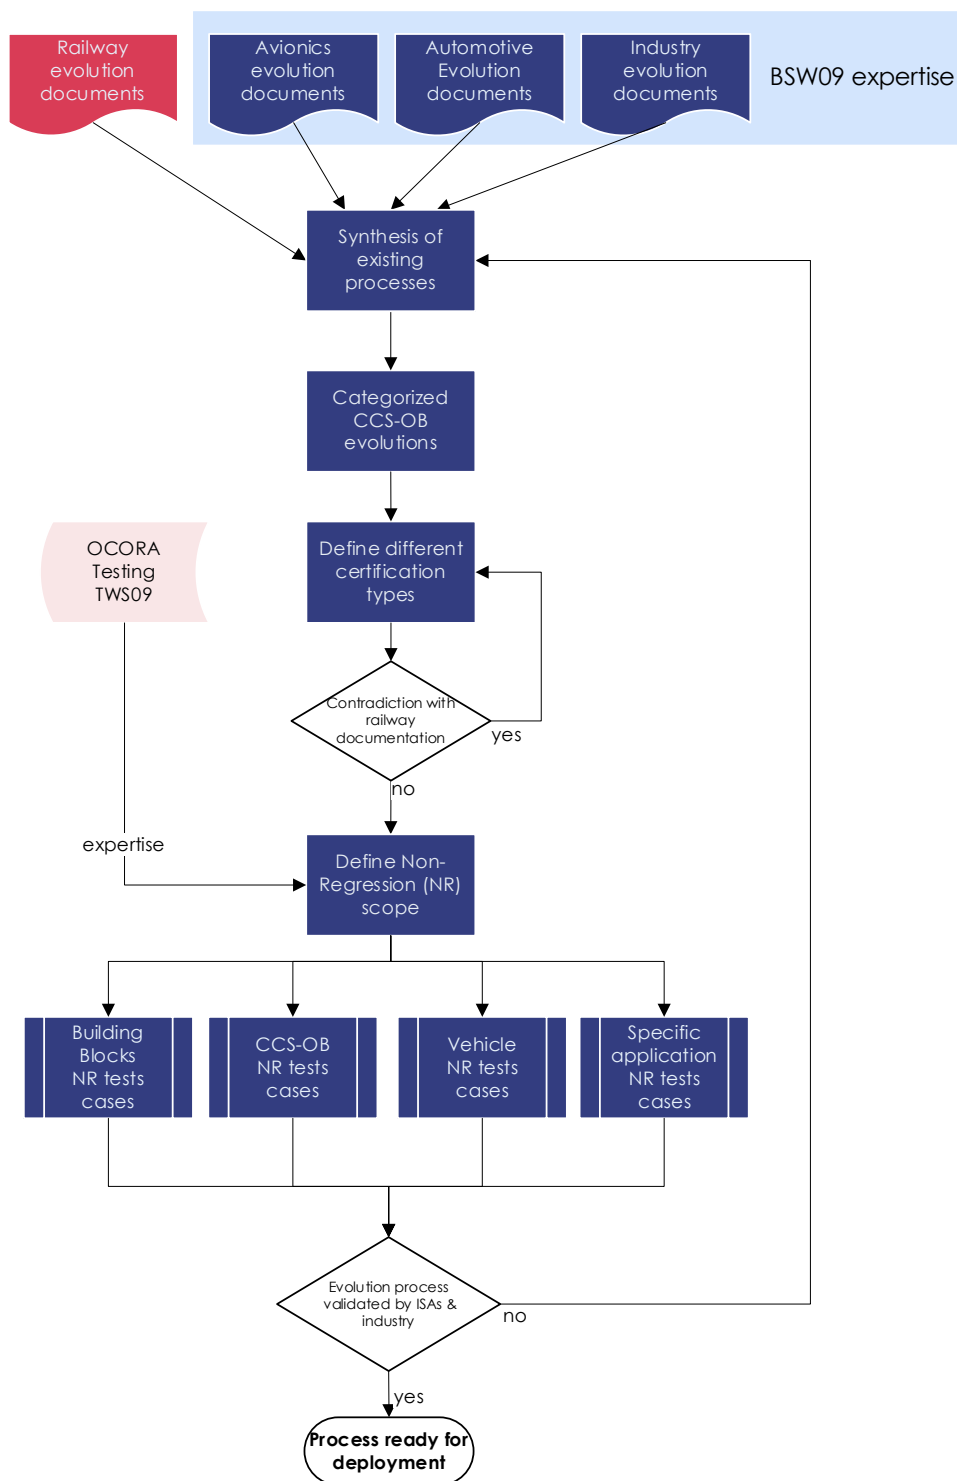 Railway
evolution
documents
Avionics
evolution
documents
Automotive
Evolution
documents
Industry
evolution
documents
BSW09 expertise
Synthesis of
existing
processes
Categorized
CCS-OB
evolutions
OCORA
Testing
TWS09
Define different
certification
types
Contradiction with
railway
documentation
yes
no
expertise
Define Non-
Regression (NR)
scope
Building
Blocks
NR tests
cases
CCS-OB
NR tests
cases
Vehicle
NR tests
cases
Specific
application
NR tests
cases
Evolution process
validated by ISAs &
industry
no
yes
Process ready for
deployment